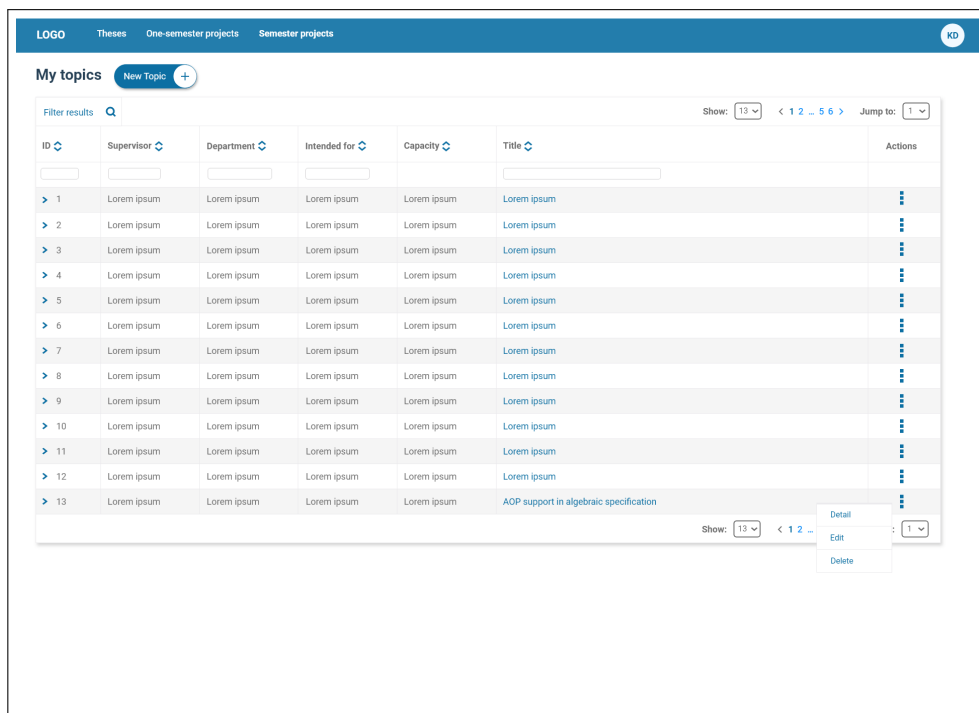 LOGO Theses One-semester projects Semester projects KD
My topics New Topic +
Filter results Show: 13 < 1 2 ... 5 6 > Jump to: 1
ID Supervisor Department Intended for Capacity Title Actions
1 Lorem ipsum Lorem ipsum Lorem ipsum Lorem ipsum Lorem ipsum
2 Lorem ipsum Lorem ipsum Lorem ipsum Lorem ipsum Lorem ipsum
3 Lorem ipsum Lorem ipsum Lorem ipsum Lorem ipsum Lorem ipsum
4 Lorem ipsum Lorem ipsum Lorem ipsum Lorem ipsum Lorem ipsum
5 Lorem ipsum Lorem ipsum Lorem ipsum Lorem ipsum Lorem ipsum
6 Lorem ipsum Lorem ipsum Lorem ipsum Lorem ipsum Lorem ipsum
7 Lorem ipsum Lorem ipsum Lorem ipsum Lorem ipsum Lorem ipsum
8 Lorem ipsum Lorem ipsum Lorem ipsum Lorem ipsum Lorem ipsum
9 Lorem ipsum Lorem ipsum Lorem ipsum Lorem ipsum Lorem ipsum
10 Lorem ipsum Lorem ipsum Lorem ipsum Lorem ipsum Lorem ipsum
11 Lorem ipsum Lorem ipsum Lorem ipsum Lorem ipsum Lorem ipsum
12 Lorem ipsum Lorem ipsum Lorem ipsum Lorem ipsum Lorem ipsum
13 Lorem ipsum Lorem ipsum Lorem ipsum Lorem ipsum AOP support in algebraic specification
Detail
Show: 13 < 1 2 ... : 1
Edit
Delete